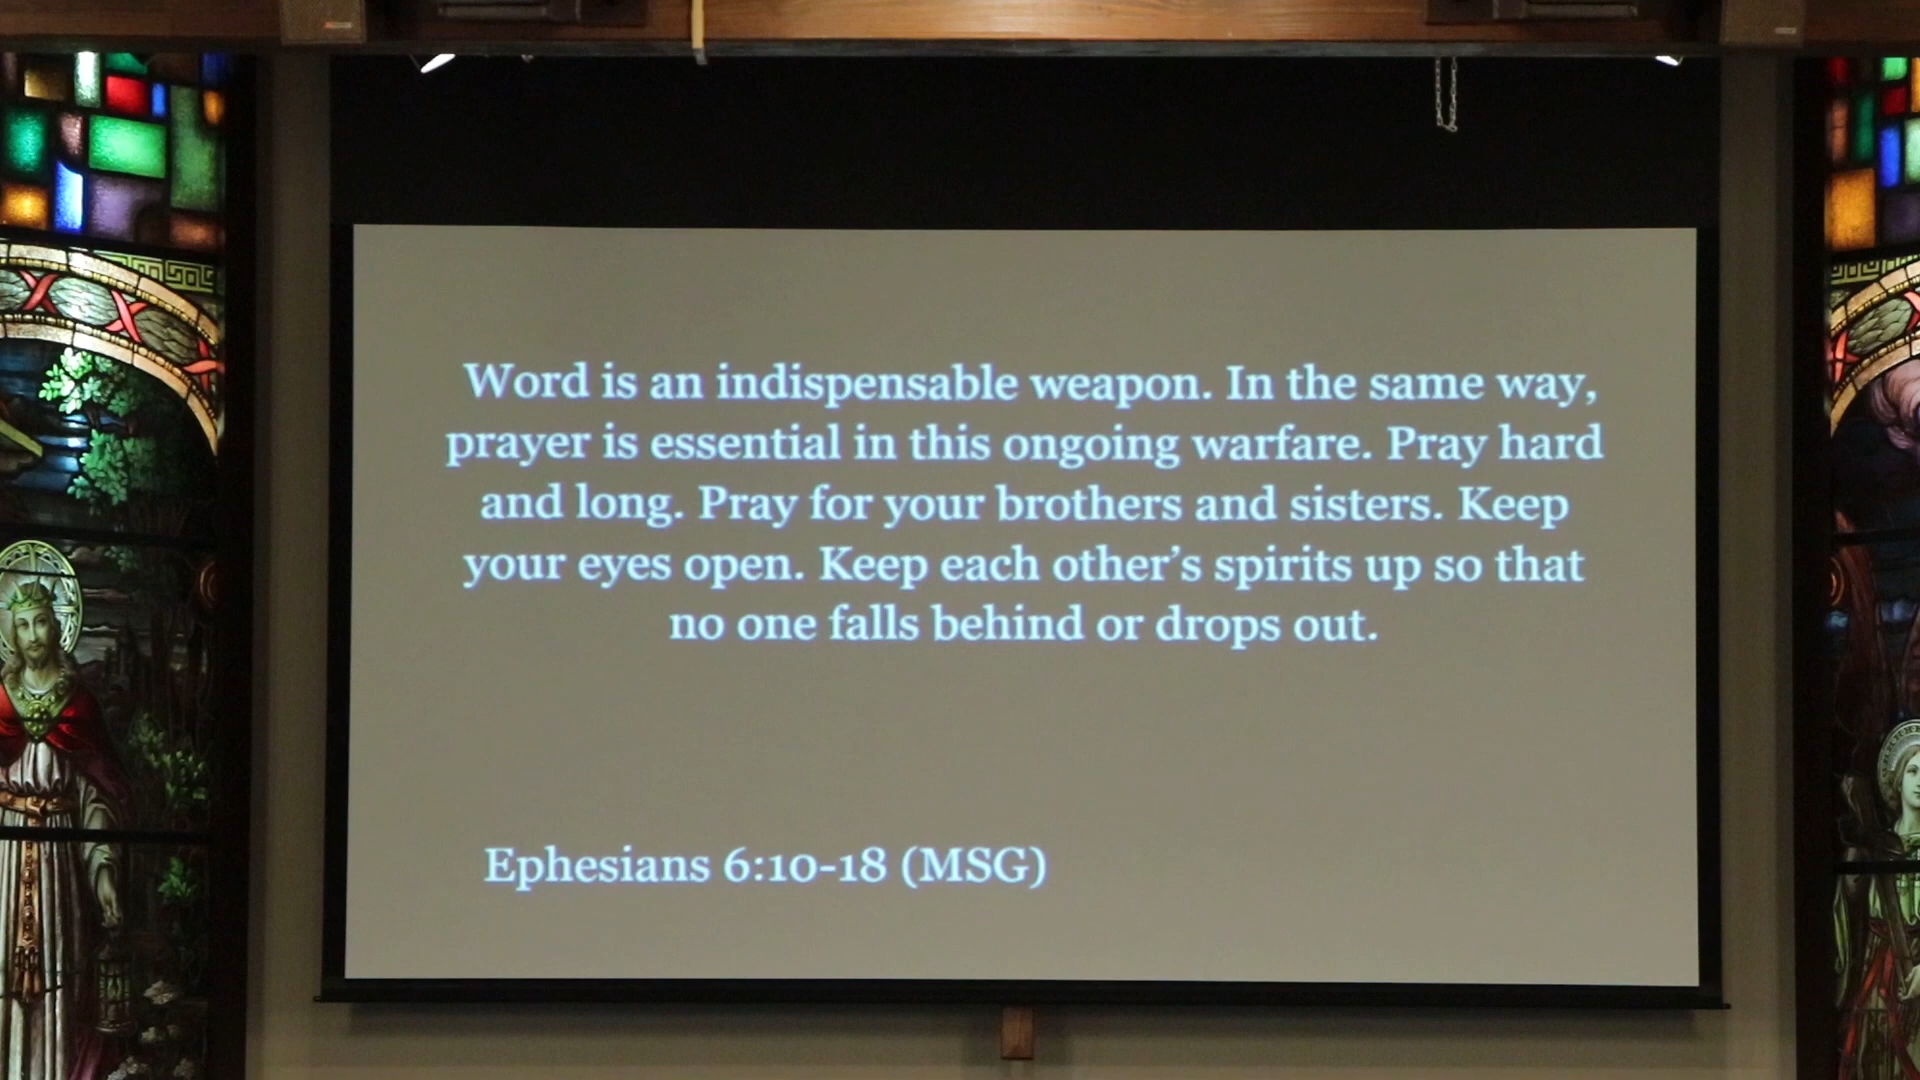 Word is an indispensable weapon. In the same way,
prayer is essential in this ongoing warfare. Pray hard
and long. Pray for your brothers and sisters. Keep
your eyes open. Keep each other’s spirits up so that
no one falls behind or drops out.
Ephesians 6:10-18 (MSG)